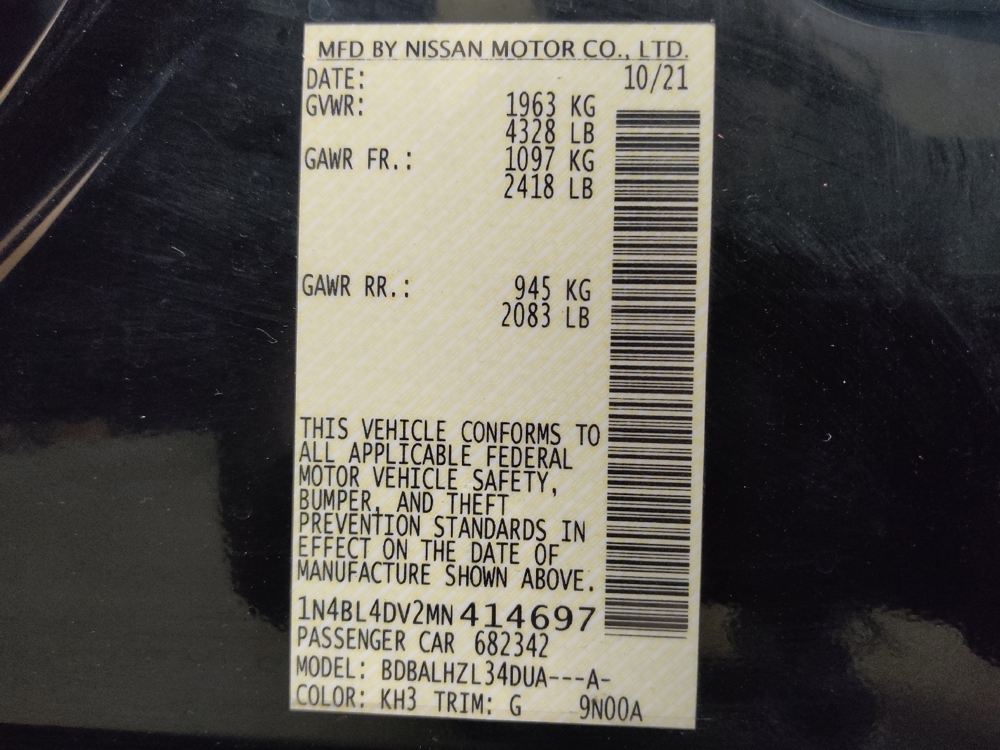 MFD BY NISSAN MOTOR CO., LTD.
DATE: 10/21
GVWR: 1963 KG
4328 LB
GAWR FR.: 1097 KG
2418 LB
GAWR RR.: 945 KG
2083 LB
THIS VEHICLE CONFORMS TO
ALL APPLICABLE FEDERAL
MOTOR VEHICLE SAFETY,
BUMPER, AND THEFT
PREVENTION STANDARDS IN
EFFECT ON THE DATE OF
MANUFACTURE SHOWN ABOVE.
1N4BL4DV2MN414697
PASSENGER CAR 682342
MODEL: BDBALHZL34DUA---A-
COLOR: KH3 TRIM: G 9N00A